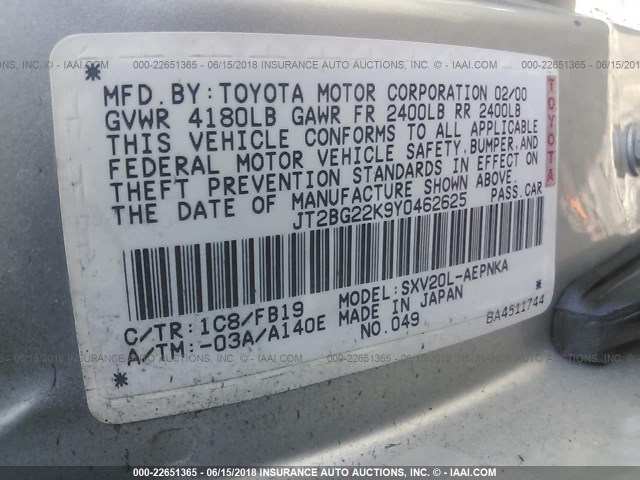 000-22651365 - 06/15/2018 - INSURANCE AUTO AUCTIONS, INC. - © IAAI.COM
MFD. BY: TOYOTA MOTOR CORPORATION 02/00
GVWR 4180LB GAWR FR 2400LB RR 2400LB
THIS VEHICLE CONFORMS TO ALL APPLICABLE
FEDERAL MOTOR VEHICLE SAFETY, BUMPER, AND
THEFT PREVENTION STANDARDS IN EFFECT ON
THE DATE OF MANUFACTURE SHOWN ABOVE.
JT2BG22K9Y0462625 PASS. CAR
TOYOTA
C/TR: 1C8/FB19 MODEL: SXV20L-AEPNKA
A/TM: -03A/A140E MADE IN JAPAN
NO. 049 BA4511744
000-22651365 - 06/15/2018 - INSURANCE AUTO AUCTIONS, INC. - © IAAI.COM